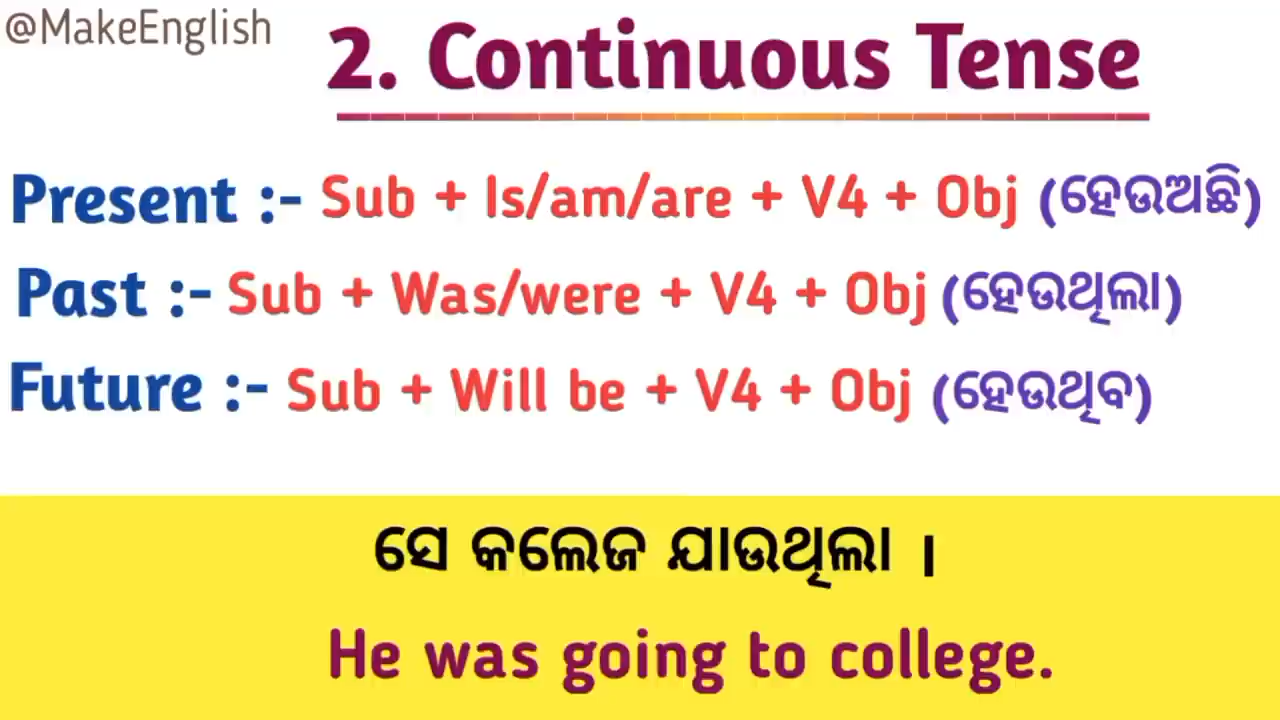 @MakeEnglish
2. Continuous Tense
Present :- Sub + Is/am/are + V4 + Obj (ହେଉଅଛି)
Past :- Sub + Was/were + V4 + Obj (ହେଉଥିଲା)
Future :- Sub + Will be + V4 + Obj (ହେଉଥିବ)
ସେ କଲେଜ ଯାଉଥିଲା ।
He was going to college.